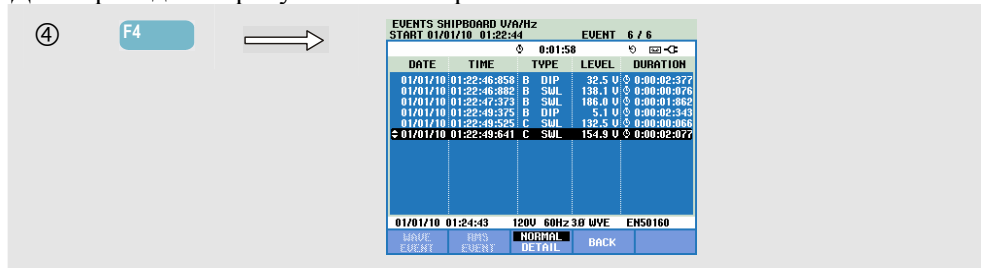 ④ F4
EVENTS SHIPBOARD V/A/Hz
START 01/01/10 01:22:44 EVENT 6 / 6
0:01:58
DATE TIME TYPE LEVEL DURATION
01/01/10 01:22:46:858 B DIP 32.5 V 0:00:02:377
01/01/10 01:22:46:882 B SWL 138.1 V 0:00:00:076
01/01/10 01:22:47:373 B SWL 186.0 V 0:00:01:862
01/01/10 01:22:49:375 B DIP 5.1 V 0:00:02:343
01/01/10 01:22:49:525 C SWL 132.5 V 0:00:00:066
01/01/10 01:22:49:641 C SWL 154.9 V 0:00:02:077
01/01/10 01:24:43 120V 60Hz 3Ø WYE EN50160
WAVE EVENT RMS EVENT NORMAL DETAIL BACK